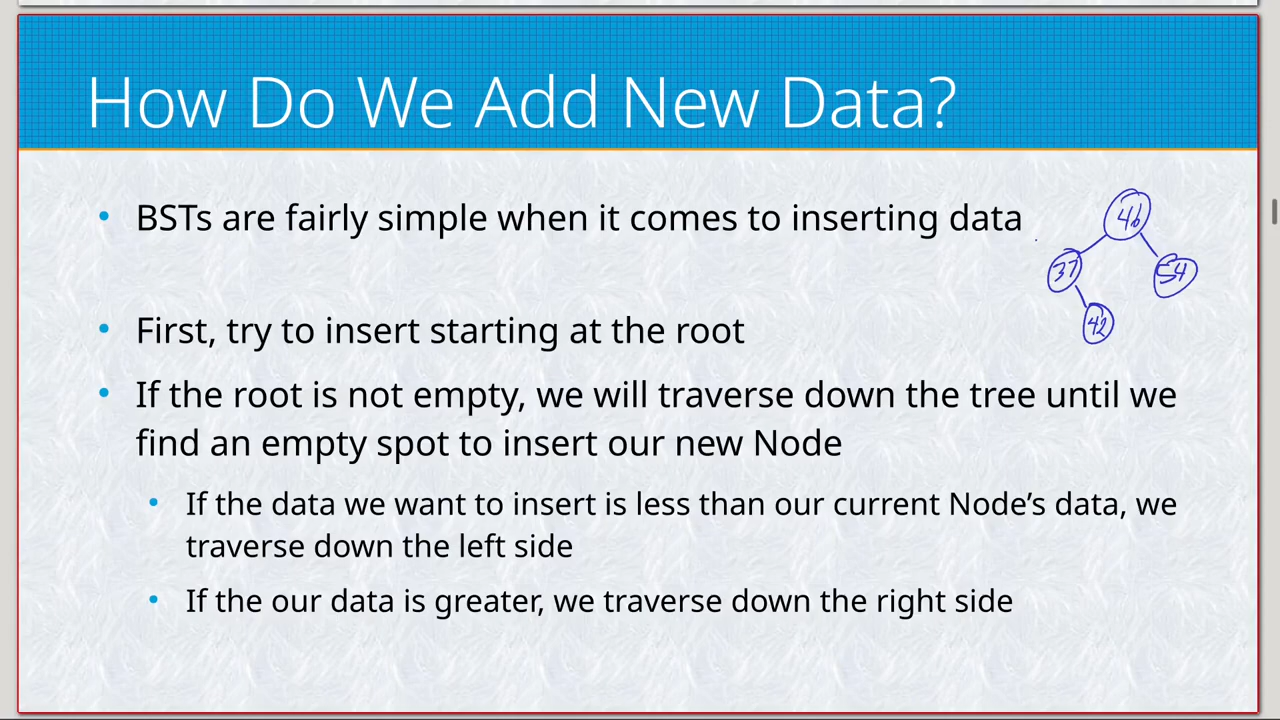 How Do We Add New Data?
• BSTs are fairly simple when it comes to inserting data
46
37
54
42
• First, try to insert starting at the root
• If the root is not empty, we will traverse down the tree until we
find an empty spot to insert our new Node
• If the data we want to insert is less than our current Node’s data, we
traverse down the left side
• If the our data is greater, we traverse down the right side